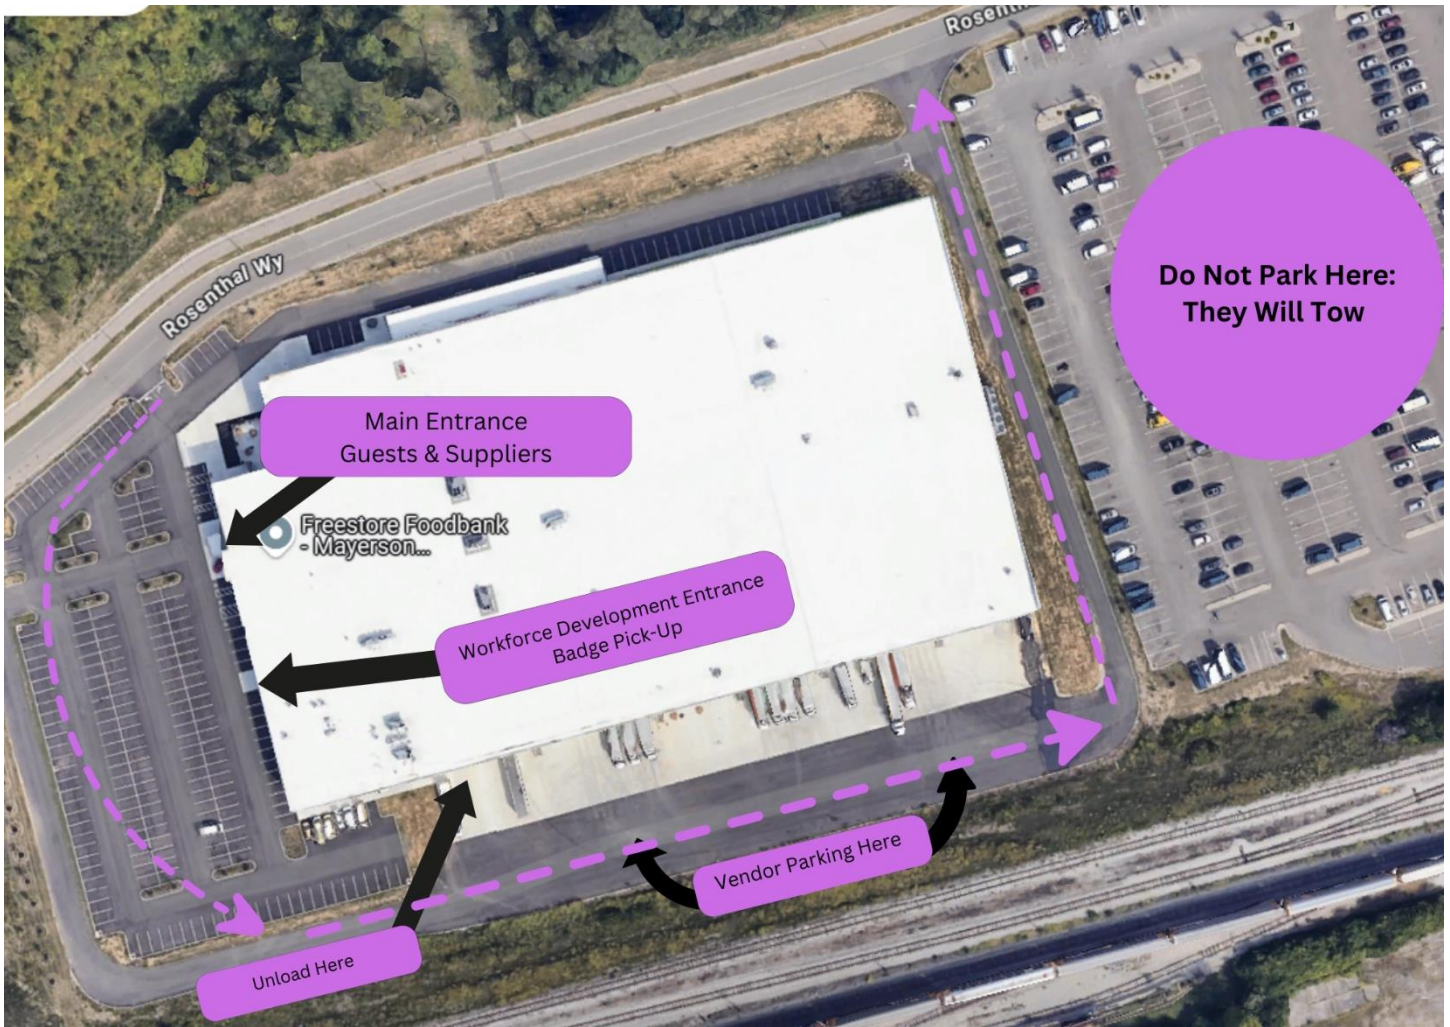 Rosenthal Wy
Do Not Park Here:
They Will Tow
Main Entrance
Guests & Suppliers
Freestore Foodbank
- Mayerson...
Workforce Development Entrance
Badge Pick-Up
Vendor Parking Here
Unload Here